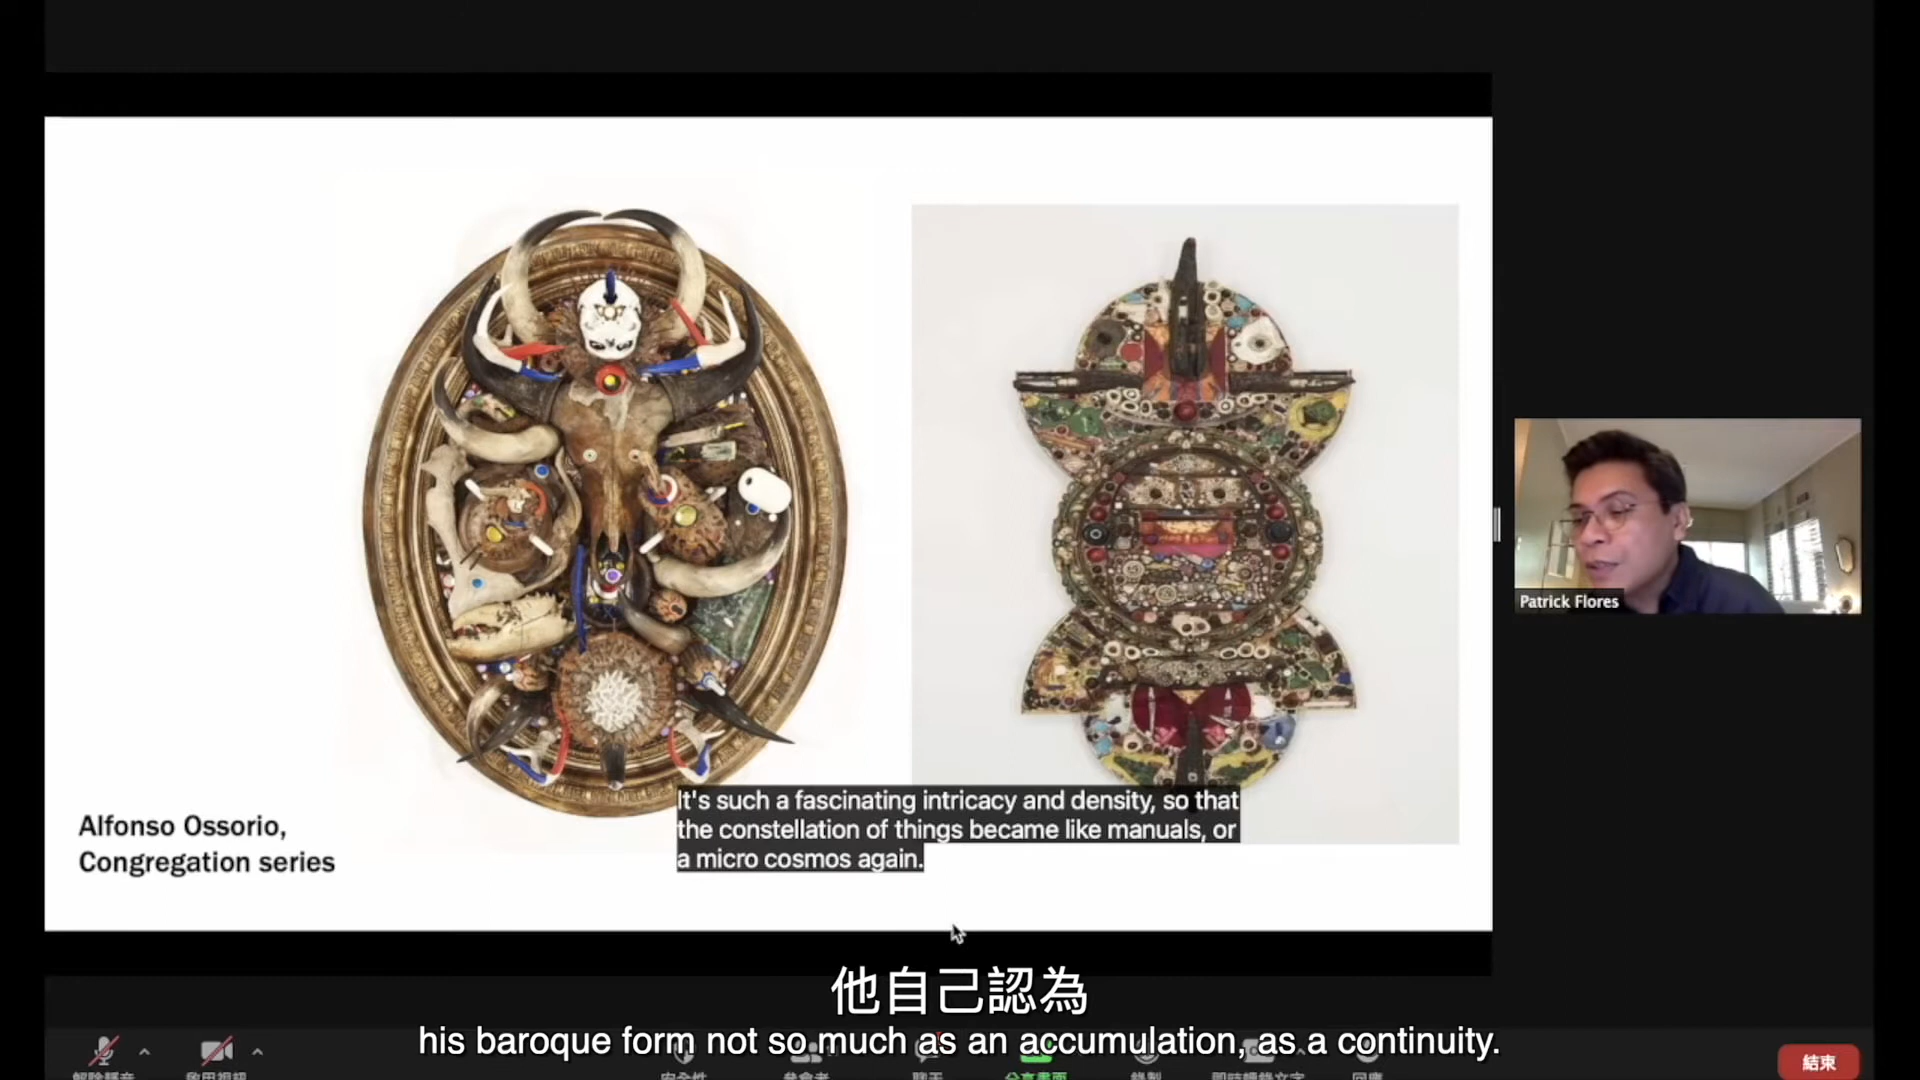 Alfonso Ossorio,
Congregation series
It's such a fascinating intricacy and density, so that
the constellation of things became like manuals, or
a micro cosmos again.
Patrick Flores
他自己認為
his baroque form not so much as an accumulation, as a continuity.
結束